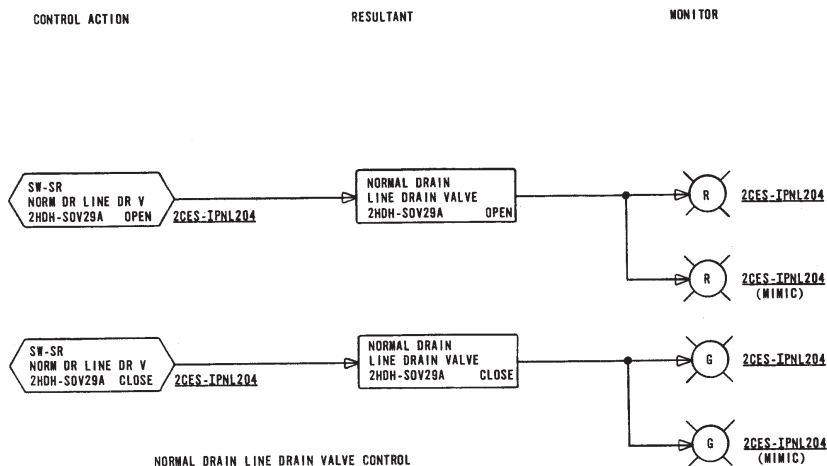 CONTROL ACTION RESULTANT MONITOR
SW-SR
NORM DR LINE DR V
2HDH-SOV29A OPEN
2CES-IPNL204
NORMAL DRAIN
LINE DRAIN VALVE
2HDH-SOV29A OPEN
R
2CES-IPNL204
R
2CES-IPNL204
(MIMIC)
SW-SR
NORM DR LINE DR V
2HDH-SOV29A CLOSE
2CES-IPNL204
NORMAL DRAIN
LINE DRAIN VALVE
2HDH-SOV29A CLOSE
G
2CES-IPNL204
G
2CES-IPNL204
(MIMIC)
NORMAL DRAIN LINE DRAIN VALVE CONTROL